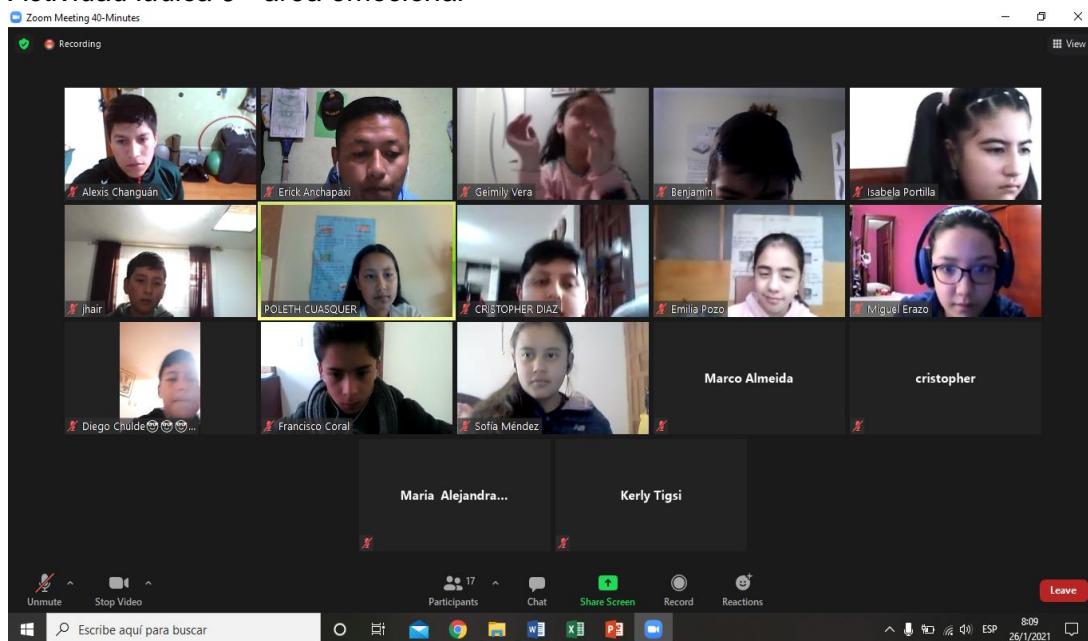 Zoom Meeting 40-Minutes
Recording
View
Alexis Changuán
Erick Anchapaxi
Geimily Vera
Benjamin
Isabela Portilla
jhair
POLETH CUASQUER
CRISTOPHER DIAZ
Emilia Pozo
Miguel Erazo
Diego Chulde🤓🤓🤓...
Francisco Coral
Sofía Méndez
Marco Almeida
cristopher
Maria Alejandra...
Kerly Tigsi
Unmute
Stop Video
Participants
17
Chat
Share Screen
Record
Reactions
Leave
Escribe aquí para buscar
ESP
8:09
26/1/2021